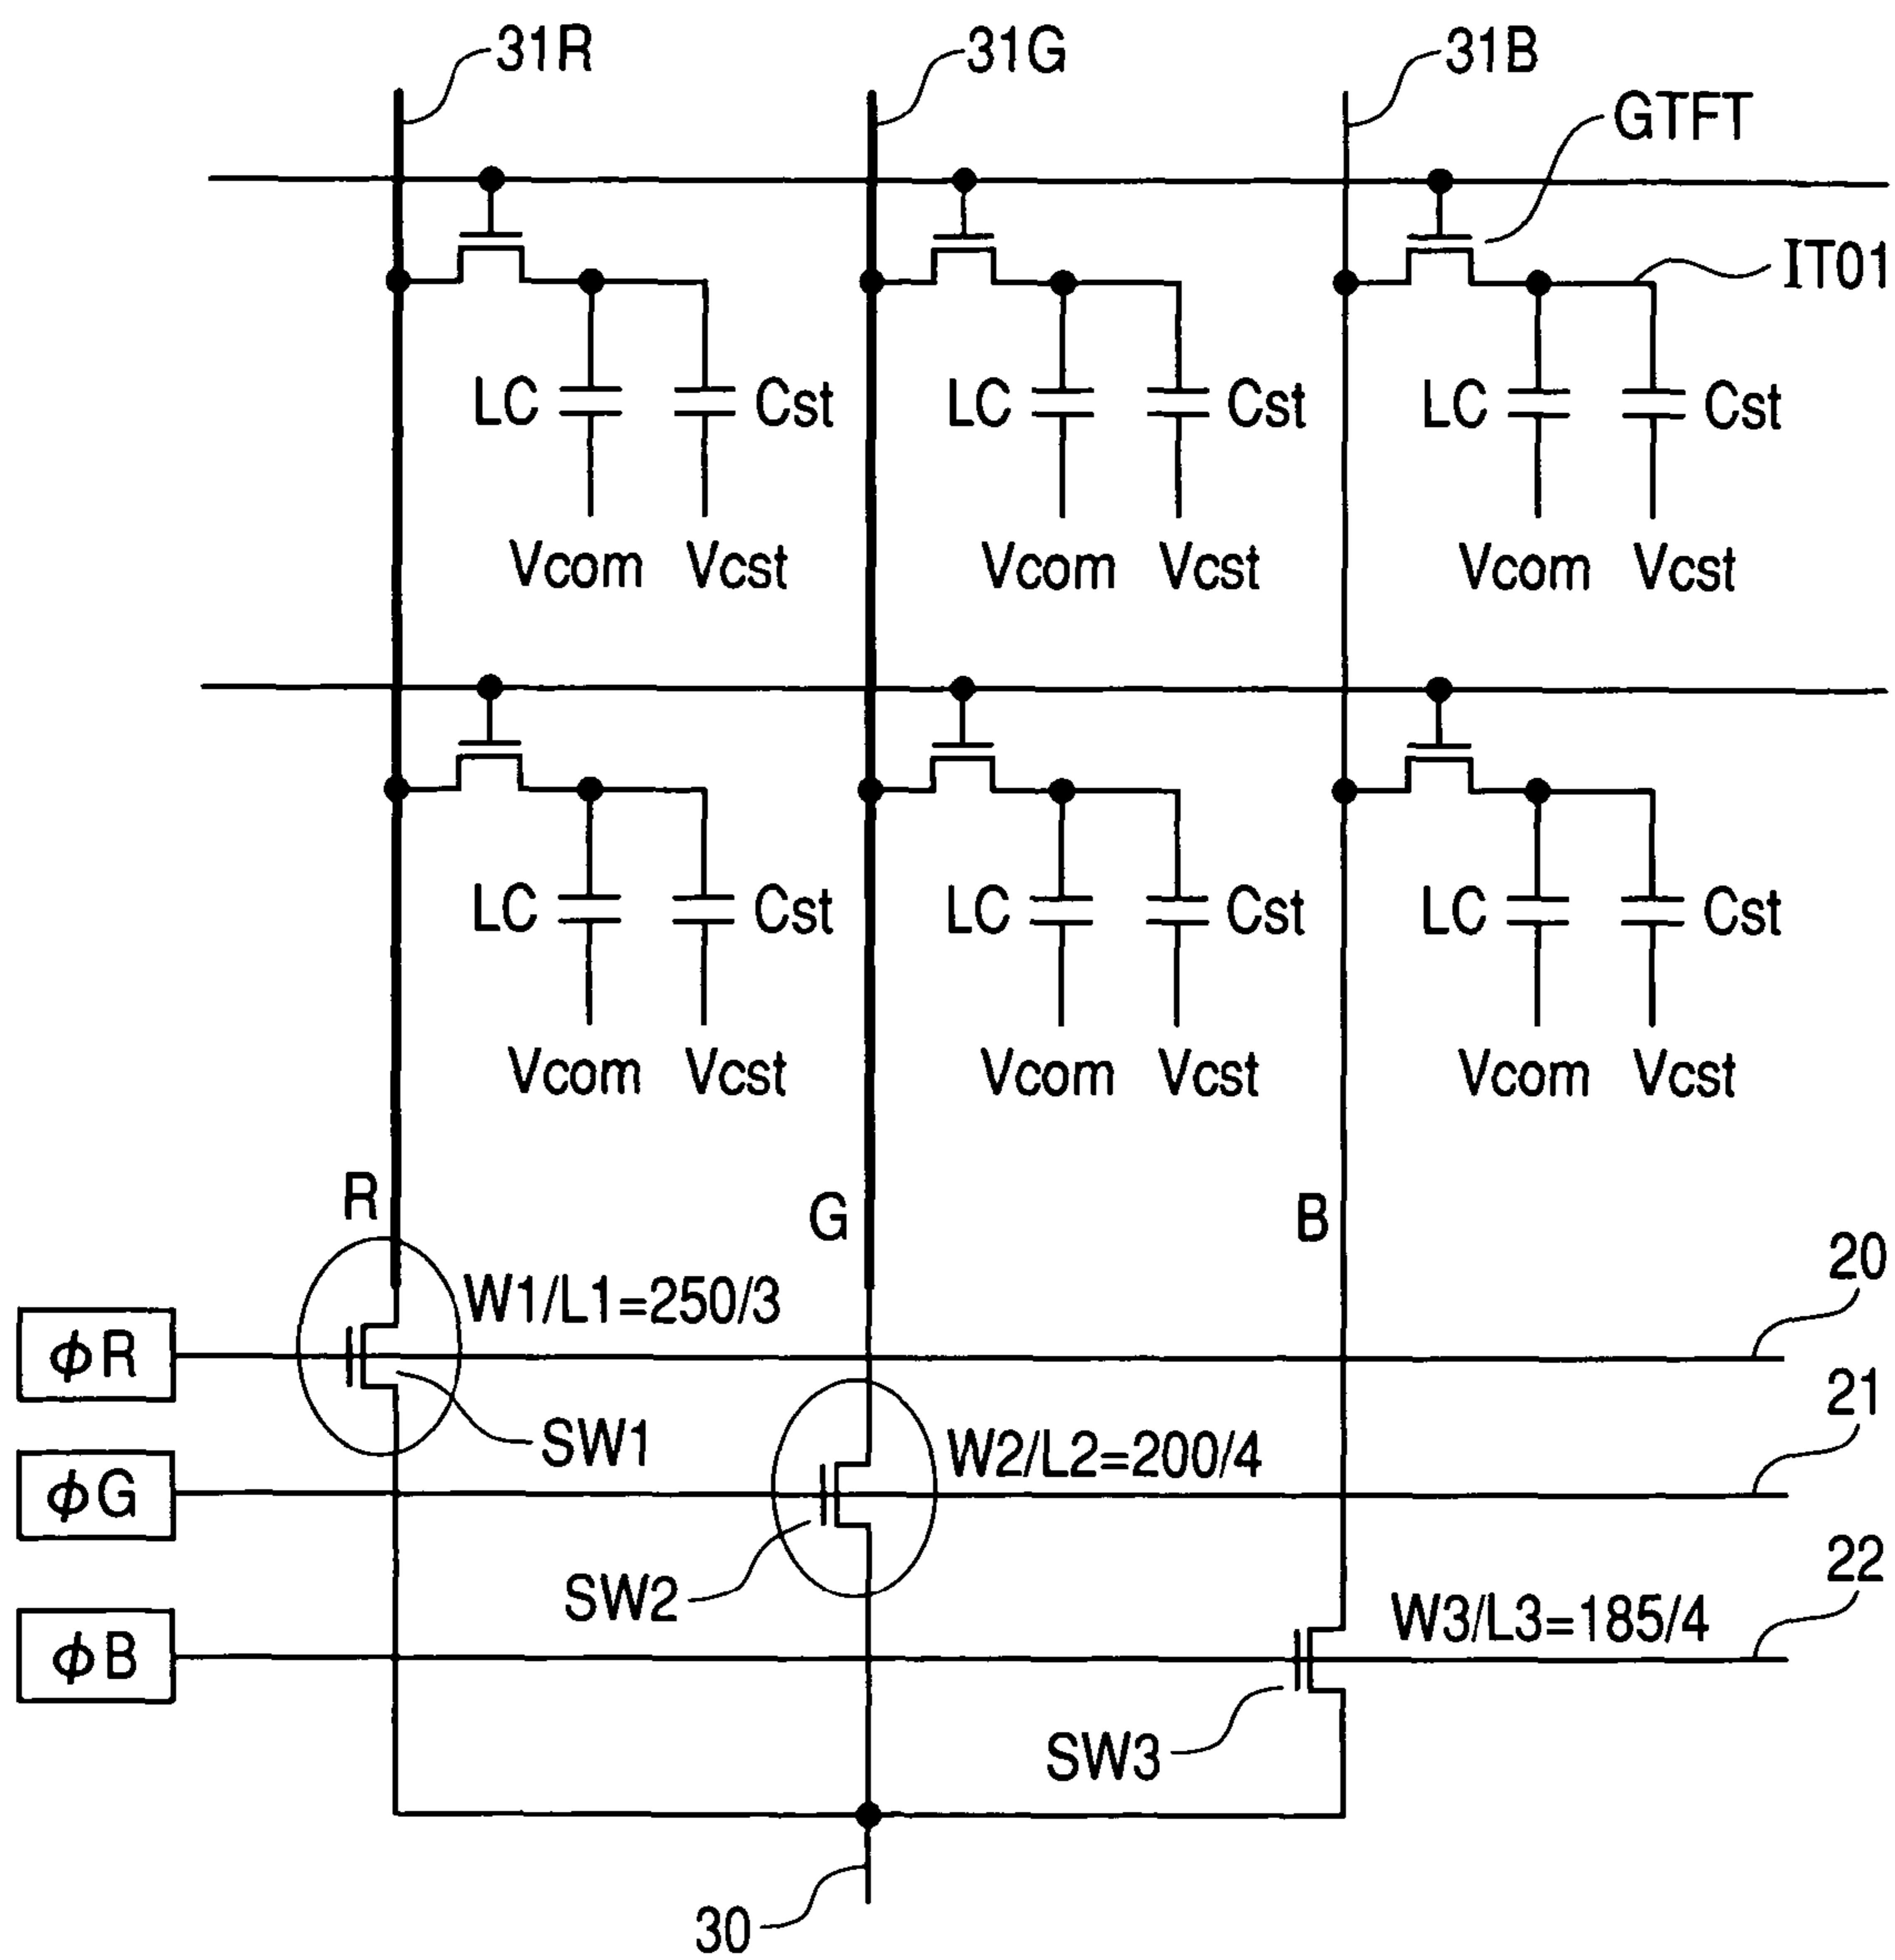 31R 31G 31B
GTFT
IT01
LC Cst LC Cst LC Cst
Vcom Vcst Vcom Vcst Vcom Vcst
LC Cst LC Cst LC Cst
Vcom Vcst Vcom Vcst Vcom Vcst
R G B
20
W1/L1=250/3
ϕR
21
SW1
W2/L2=200/4
ϕG
22
SW2
W3/L3=185/4
ϕB
SW3
30